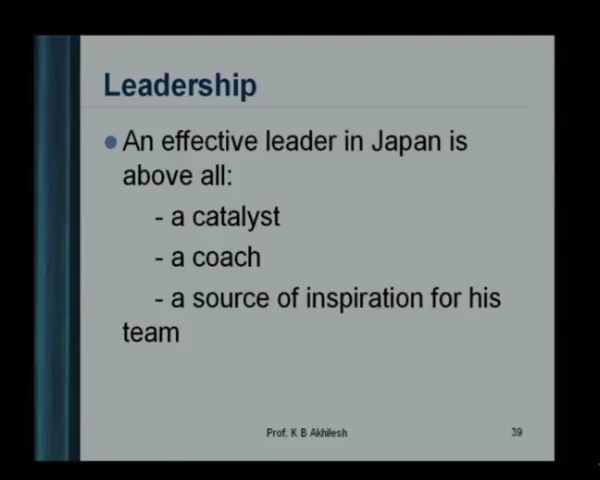 Leadership
An effective leader in Japan is
above all:
- a catalyst
- a coach
- a source of inspiration for his
team
Prof. K B Akhilesh
39